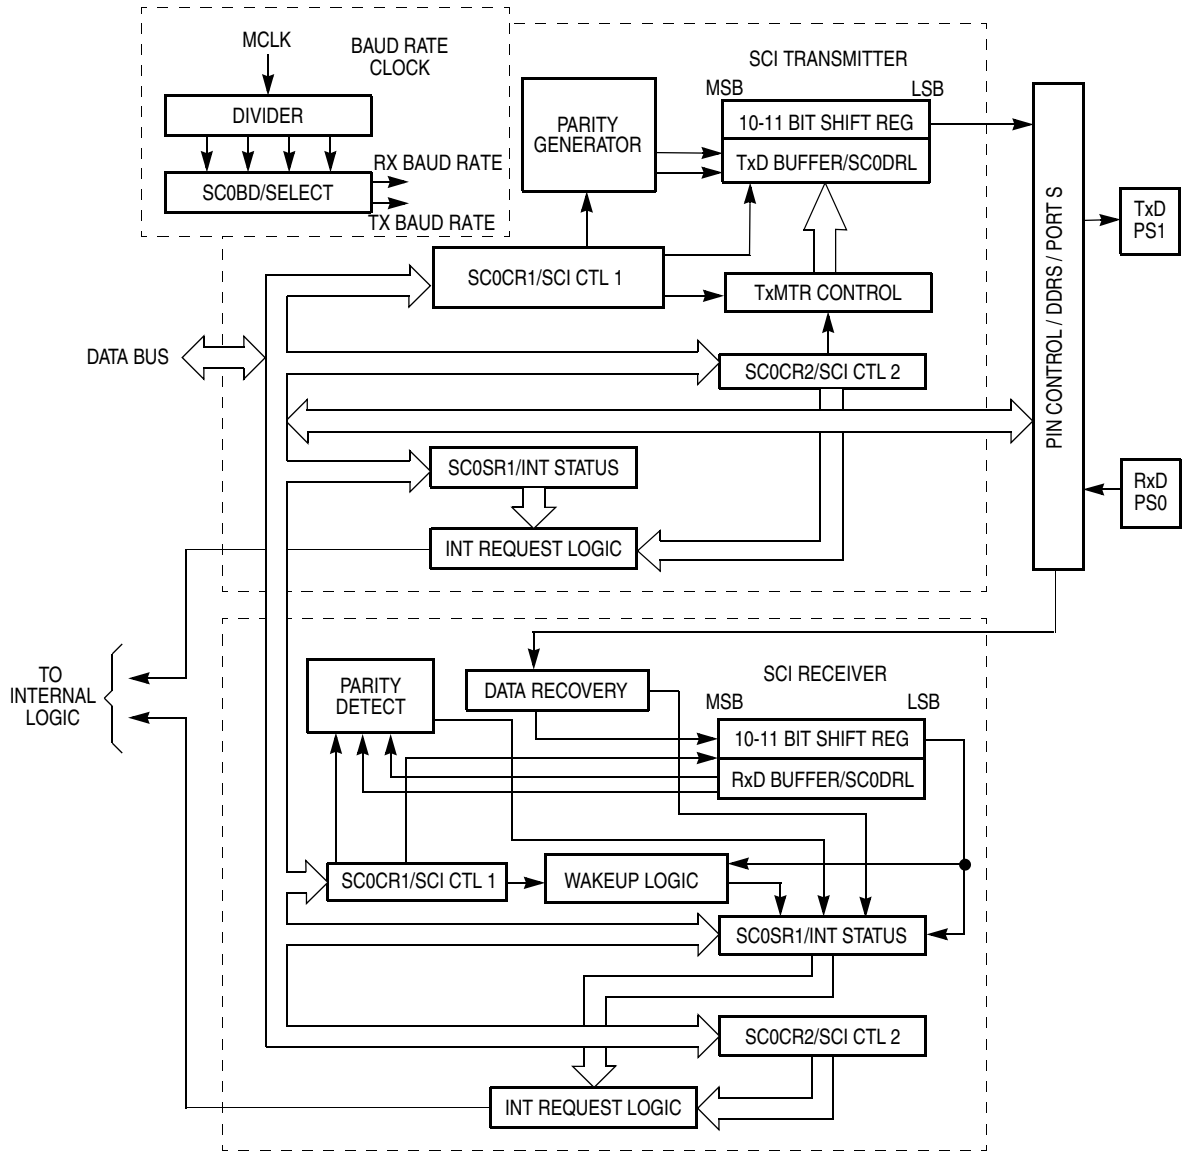 MCLK
BAUD RATE
CLOCK
DIVIDER
SC0BD/SELECT
RX BAUD RATE
TX BAUD RATE
SCI TRANSMITTER
MSB
LSB
PARITY
GENERATOR
10-11 BIT SHIFT REG
TxD BUFFER/SC0DRL
SC0CR1/SCI CTL 1
TxMTR CONTROL
DATA BUS
SC0CR2/SCI CTL 2
SC0SR1/INT STATUS
INT REQUEST LOGIC
PIN CONTROL / DDRS / PORT S
TxD
PS1
RxD
PS0
TO
INTERNAL
LOGIC
SCI RECEIVER
PARITY
DETECT
DATA RECOVERY
MSB
LSB
10-11 BIT SHIFT REG
RxD BUFFER/SC0DRL
SC0CR1/SCI CTL 1
WAKEUP LOGIC
SC0SR1/INT STATUS
SC0CR2/SCI CTL 2
INT REQUEST LOGIC